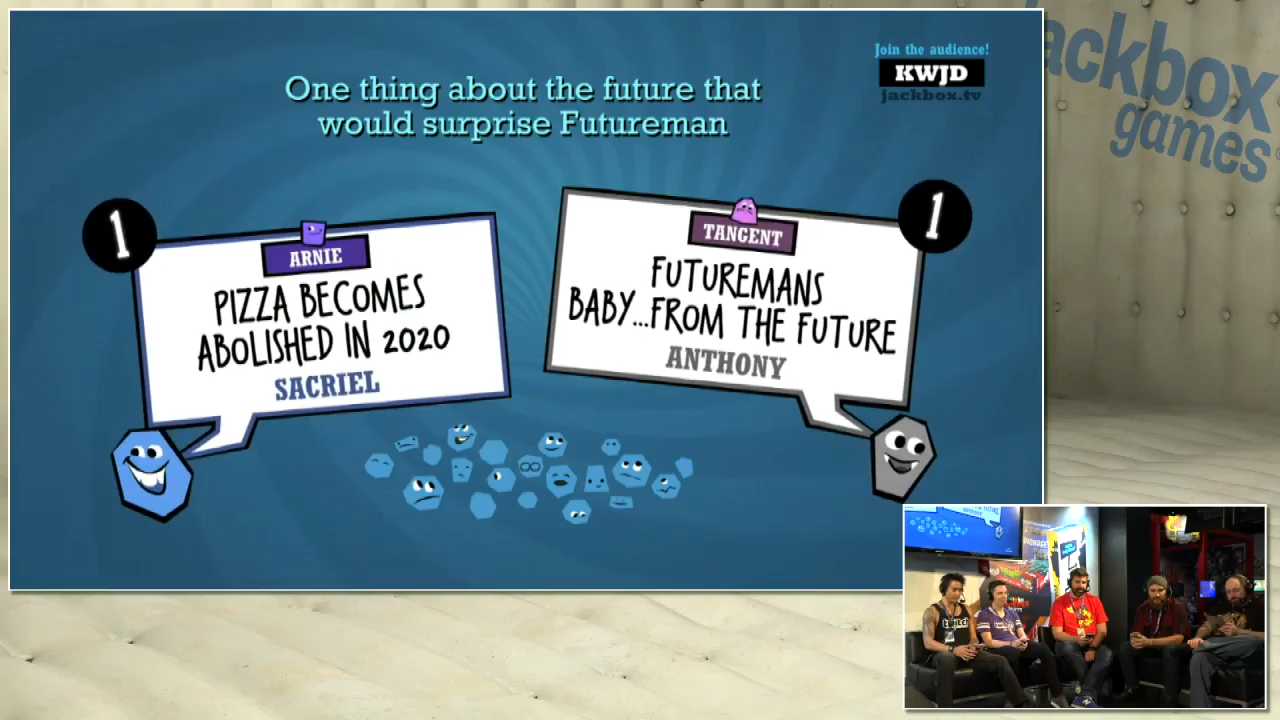 Join the audience!
KWJD
jackbox.tv
jackbox
games
One thing about the future that
would surprise Futureman
1
ARNIE
PIZZA BECOMES
ABOLISHED IN 2020
SACRIEL
1
TANGENT
FUTUREMANS
BABY...FROM THE FUTURE
ANTHONY